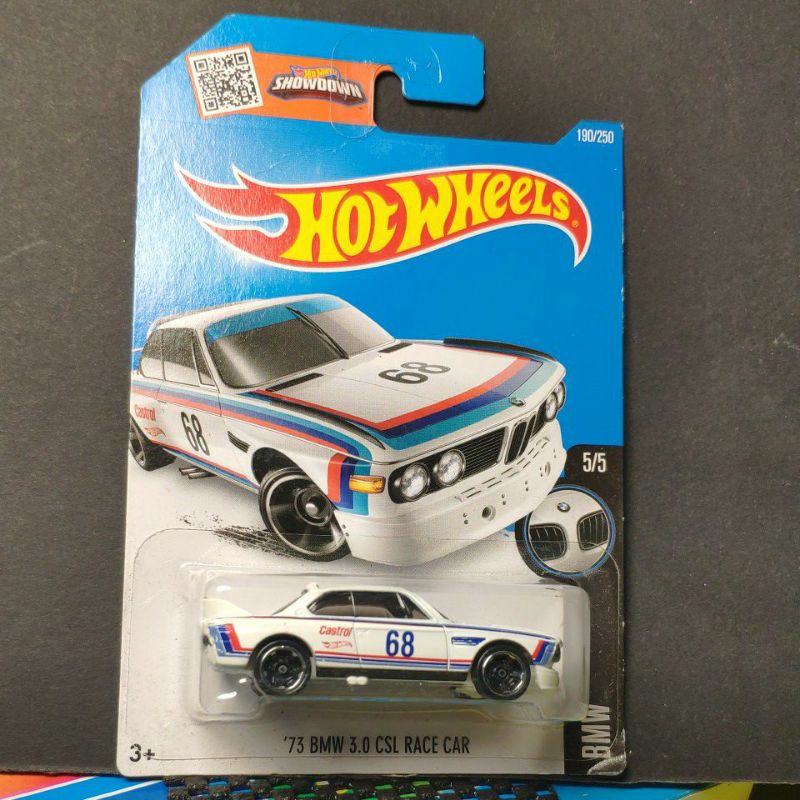 HOT WHEELS
SHOWDOWN
190/250
HOT WHEELS®
68
Castrol
68
5/5
Castrol
68
3+
'73 BMW 3.0 CSL RACE CAR
BMW